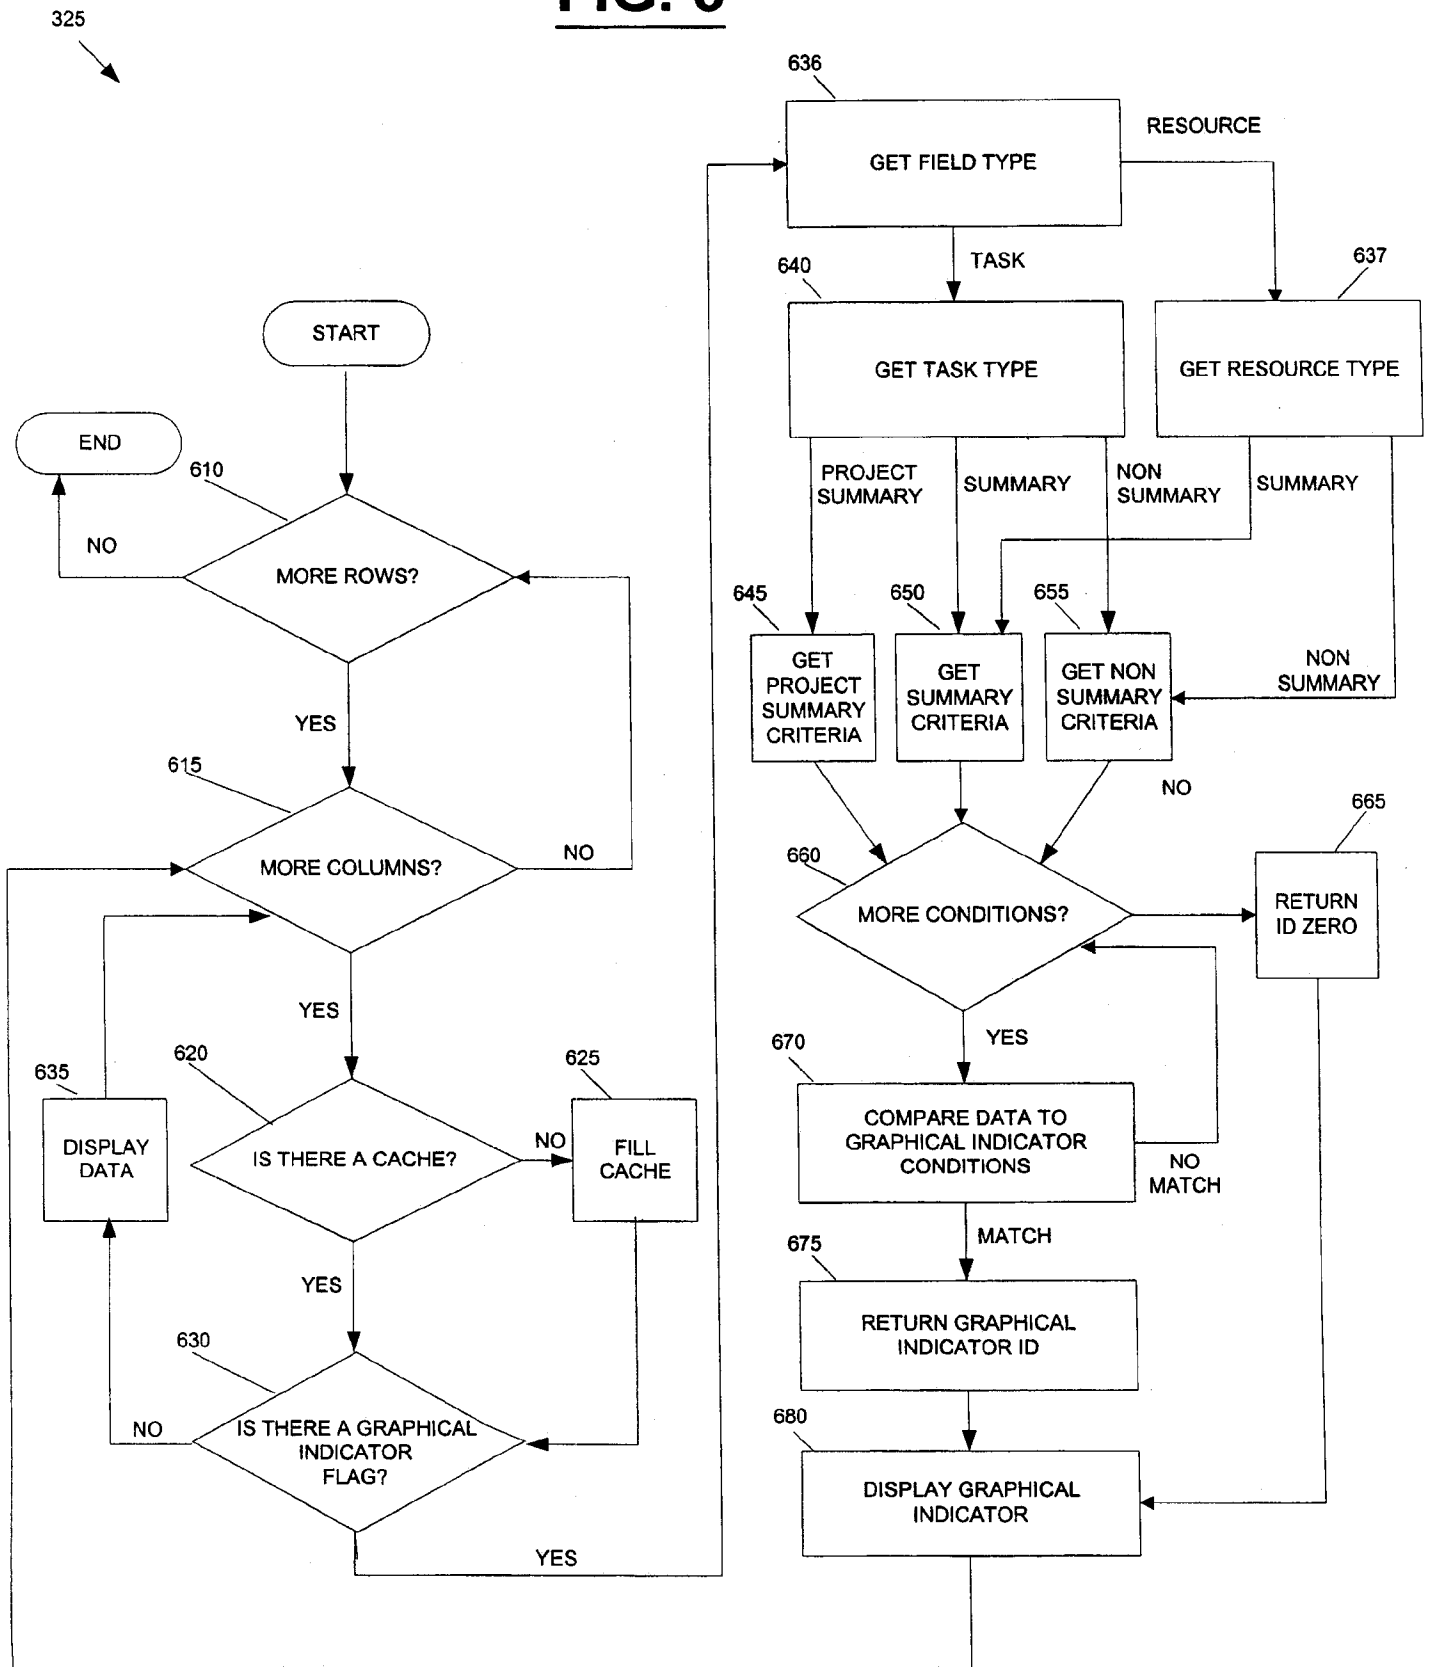 325
636
RESOURCE
GET FIELD TYPE
TASK
640
637
START
GET TASK TYPE
GET RESOURCE TYPE
END
610
PROJECT
SUMMARY
SUMMARY
NON
SUMMARY
SUMMARY
NO
MORE ROWS?
645
650
655
GET
PROJECT
SUMMARY
CRITERIA
GET
SUMMARY
CRITERIA
GET NON
SUMMARY
CRITERIA
NON
SUMMARY
YES
615
NO
665
MORE COLUMNS?
NO
660
MORE CONDITIONS?
RETURN
ID ZERO
YES
YES
620
625
635
670
DISPLAY
DATA
IS THERE A CACHE?
NO
FILL
CACHE
COMPARE DATA TO
GRAPHICAL INDICATOR
CONDITIONS
NO
MATCH
MATCH
YES
675
630
RETURN GRAPHICAL
INDICATOR ID
NO
IS THERE A GRAPHICAL
INDICATOR
FLAG?
680
DISPLAY GRAPHICAL
INDICATOR
YES